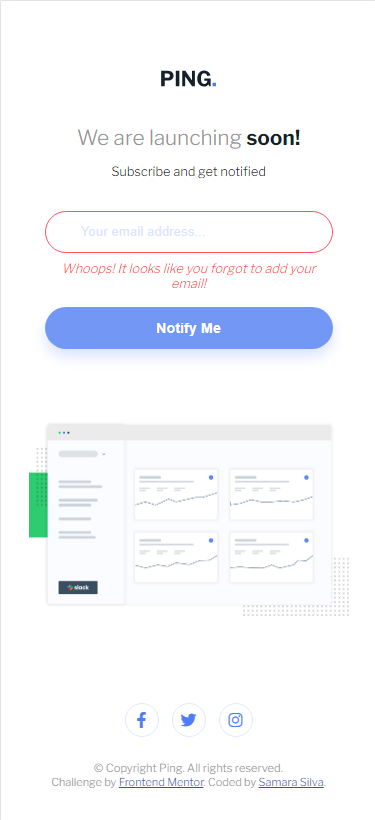 PING.
We are launching soon!
Subscribe and get notified
Your email address...
Whoops! It looks like you forgot to add your
email!
Notify Me
slack
© Copyright Ping. All rights reserved.
Challenge by Frontend Mentor. Coded by Samara Silva.